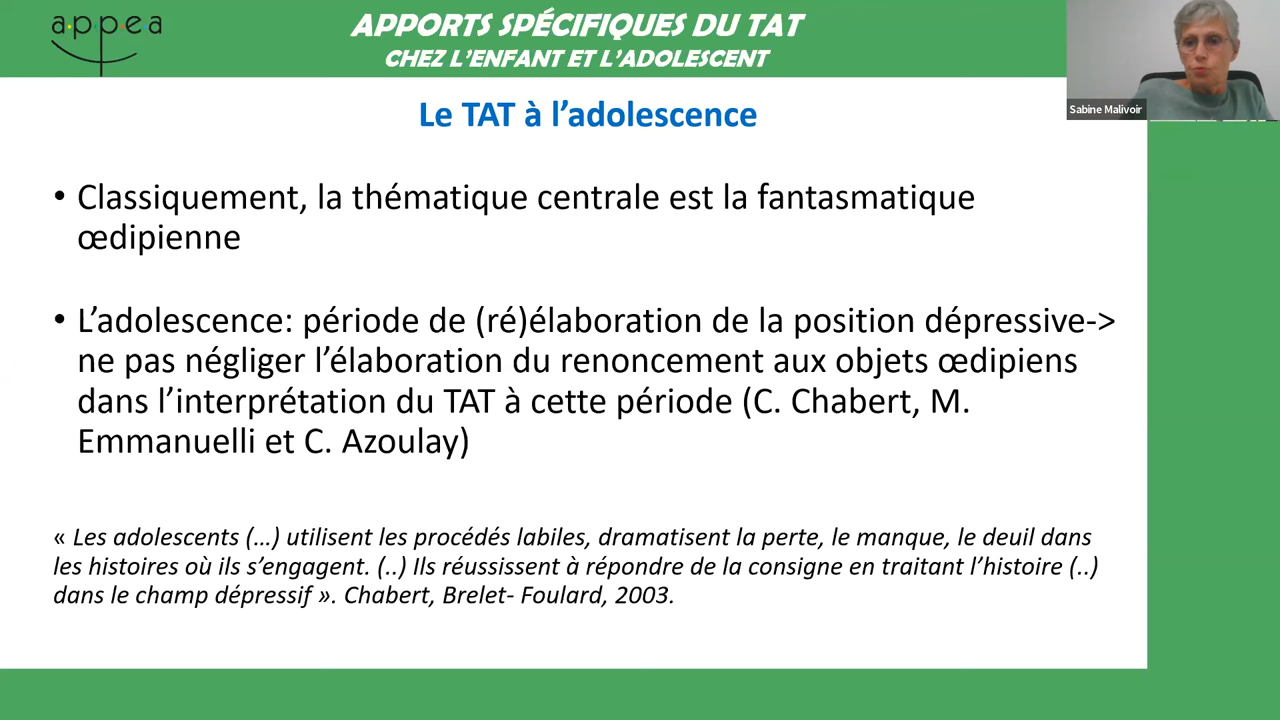 a·p·p·e·a
APPORTS SPÉCIFIQUES DU TAT
CHEZ L'ENFANT ET L'ADOLESCENT
Sabine Malivoir
Le TAT à l'adolescence
• Classiquement, la thématique centrale est la fantasmatique
œdipienne
• L'adolescence: période de (ré)élaboration de la position dépressive->
ne pas négliger l'élaboration du renoncement aux objets œdipiens
dans l'interprétation du TAT à cette période (C. Chabert, M.
Emmanuelli et C. Azoulay)
« Les adolescents (…) utilisent les procédés labiles, dramatisent la perte, le manque, le deuil dans
les histoires où ils s'engagent. (..) Ils réussissent à répondre de la consigne en traitant l'histoire (..)
dans le champ dépressif ». Chabert, Brelet- Foulard, 2003.